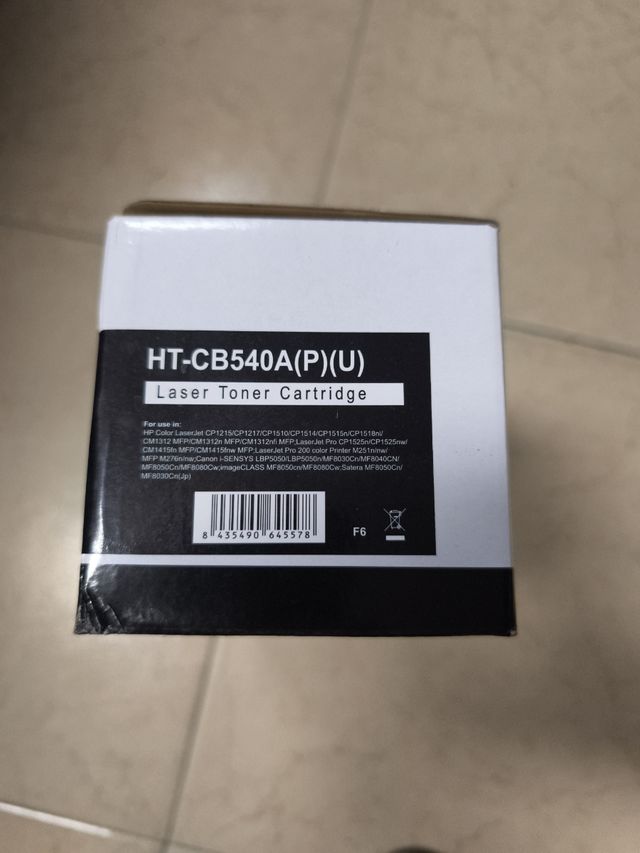 HT-CB540A(P)(U)
Laser Toner Cartridge
For use in:
HP Color LaserJet CP1215/CP1217/CP1510/CP1514/CP1515n/CP1518ni/
CM1312 MFP/CM1312n MFP/CM1312nfi MFP;LaserJet Pro CP1525n/CP1525nw/
CM1415fn MFP/CM1415fnw MFP;LaserJet Pro 200 color Printer M251n/nw/
MFP M276n/nw;Canon i-SENSYS LBP5050/LBP5050n/MF8030Cn/MF8040CN/
MF8050Cn/MF8080Cw;imageCLASS MF8050cn/MF8080Cw;Satera MF8050Cn/
MF8030Cn(Jp)
8 435490 645578
F6